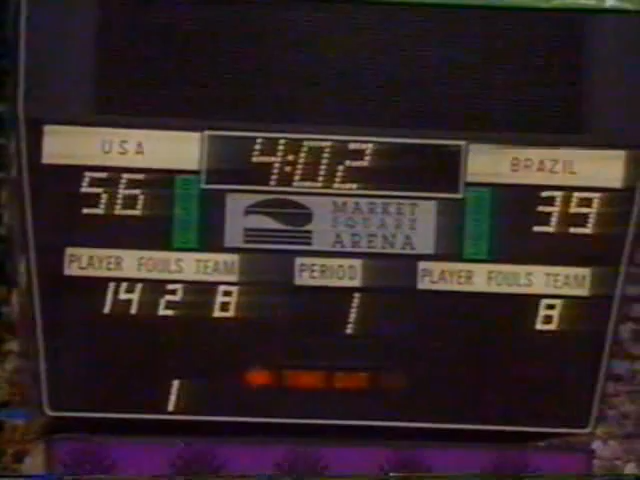 USA 4:02 BRAZIL
56 39
MARKET
SQUARE
ARENA
PLAYER FOULS TEAM PERIOD PLAYER FOULS TEAM
14 2 8 1 8
1